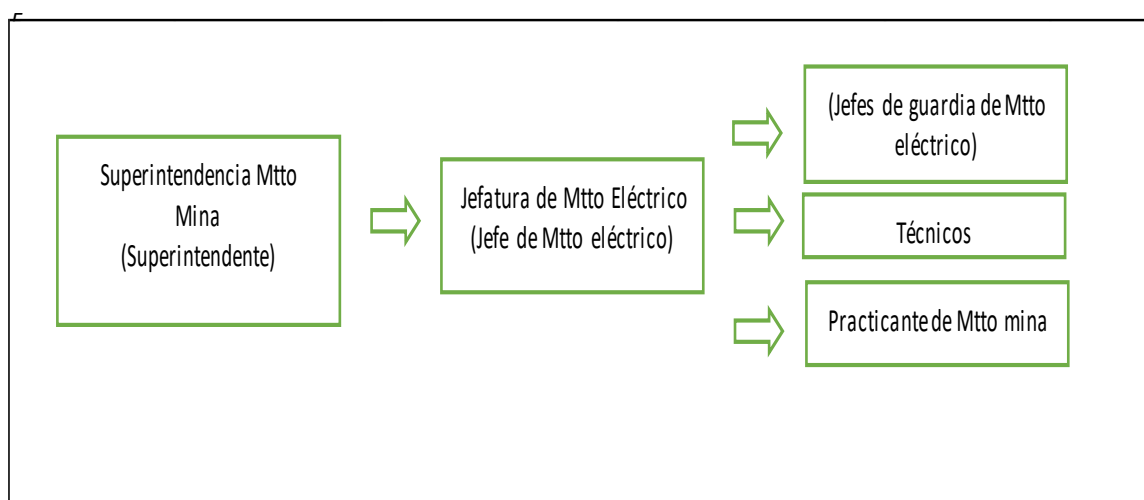 Superintendencia Mtto
Mina
(Superintendente)
Jefatura de Mtto Eléctrico
(Jefe de Mtto eléctrico)
(Jefes de guardia de Mtto
eléctrico)
Técnicos
Practicante de Mtto mina